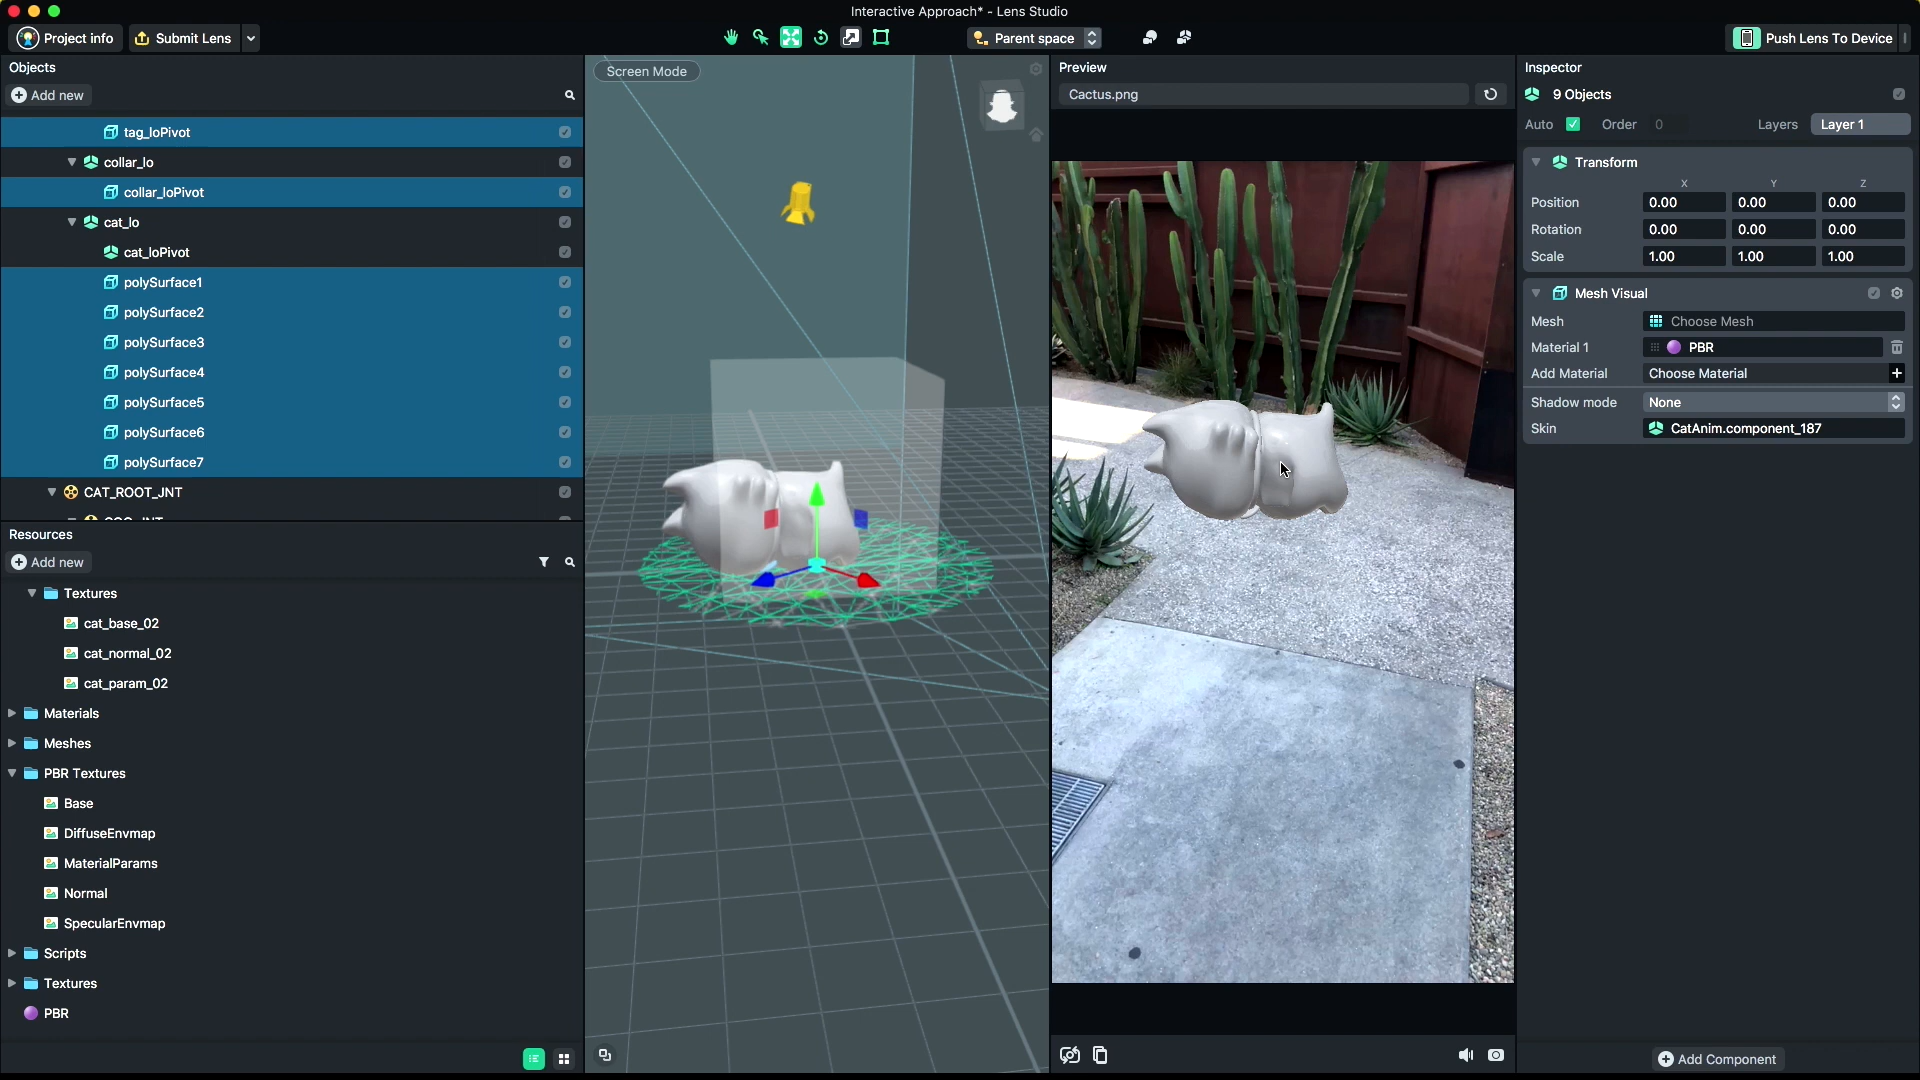 Interactive Approach* - Lens Studio
Project info
Submit Lens
Parent space
Push Lens To Device
Objects
Add new
tag_loPivot
collar_lo
collar_loPivot
cat_lo
cat_loPivot
polySurface1
polySurface2
polySurface3
polySurface4
polySurface5
polySurface6
polySurface7
CAT_ROOT_JNT
Resources
Add new
Textures
cat_base_02
cat_normal_02
cat_param_02
Materials
Meshes
PBR Textures
Base
DiffuseEnvmap
MaterialParams
Normal
SpecularEnvmap
Scripts
Textures
PBR
Screen Mode
Preview
Cactus.png
Inspector
9 Objects
Auto Order 0 Layers Layer 1
Transform
X Y Z
Position 0.00 0.00 0.00
Rotation 0.00 0.00 0.00
Scale 1.00 1.00 1.00
Mesh Visual
Mesh Choose Mesh
Material 1 PBR
Add Material Choose Material +
Shadow mode None
Skin CatAnim.component_187
Add Component